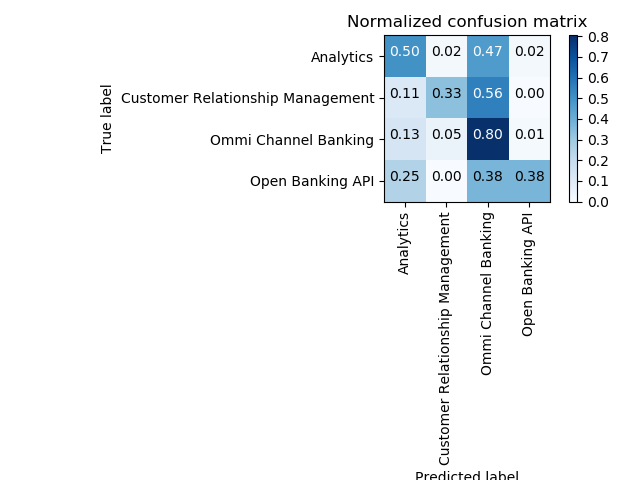 Normalized confusion matrix
True label
Analytics 0.50 0.02 0.47 0.02
Customer Relationship Management 0.11 0.33 0.56 0.00
Ommi Channel Banking 0.13 0.05 0.80 0.01
Open Banking API 0.25 0.00 0.38 0.38
Analytics
Customer Relationship Management
Ommi Channel Banking
Open Banking API
Predicted label
0.8
0.7
0.6
0.5
0.4
0.3
0.2
0.1
0.0